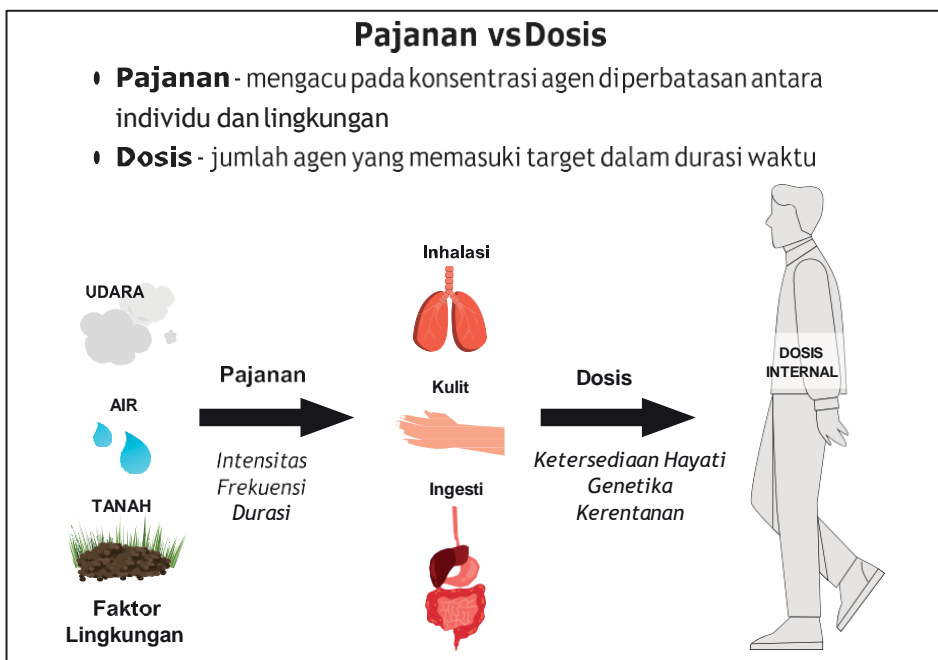 Pajanan vs Dosis
• Pajanan - mengacu pada konsentrasi agen di perbatasan antara
individu dan lingkungan
• Dosis - jumlah agen yang memasuki target dalam durasi waktu
UDARA
AIR
TANAH
Faktor
Lingkungan
Pajanan
Intensitas
Frekuensi
Durasi
Inhalasi
Kulit
Ingesti
Dosis
Ketersediaan Hayati
Genetika
Kerentanan
DOSIS
INTERNAL